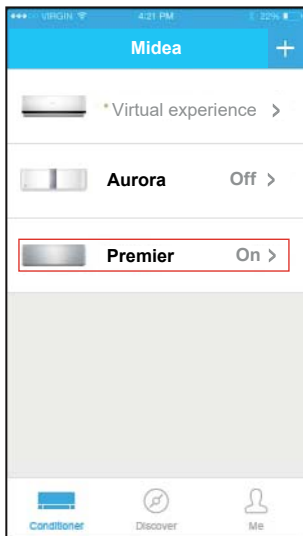 VIRGIN 4:21 PM 22%
Midea +
* Virtual experience >
Aurora Off >
Premier On >
Conditioner Discover Me